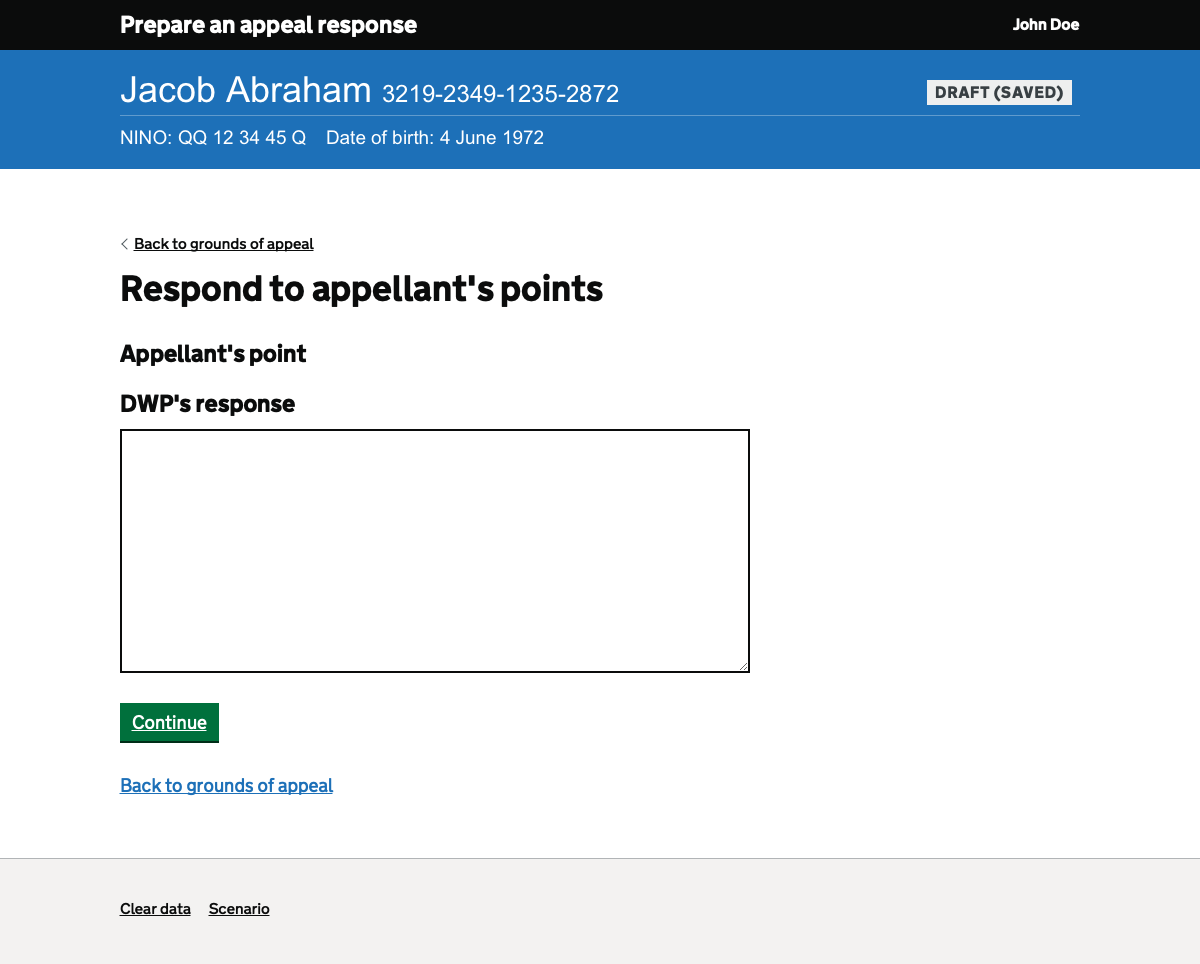 Prepare an appeal response John Doe
Jacob Abraham 3219-2349-1235-2872 DRAFT (SAVED)
NINO: QQ 12 34 45 Q Date of birth: 4 June 1972
Back to grounds of appeal
Respond to appellant's points
Appellant's point
DWP's response
Continue
Back to grounds of appeal
Clear data Scenario